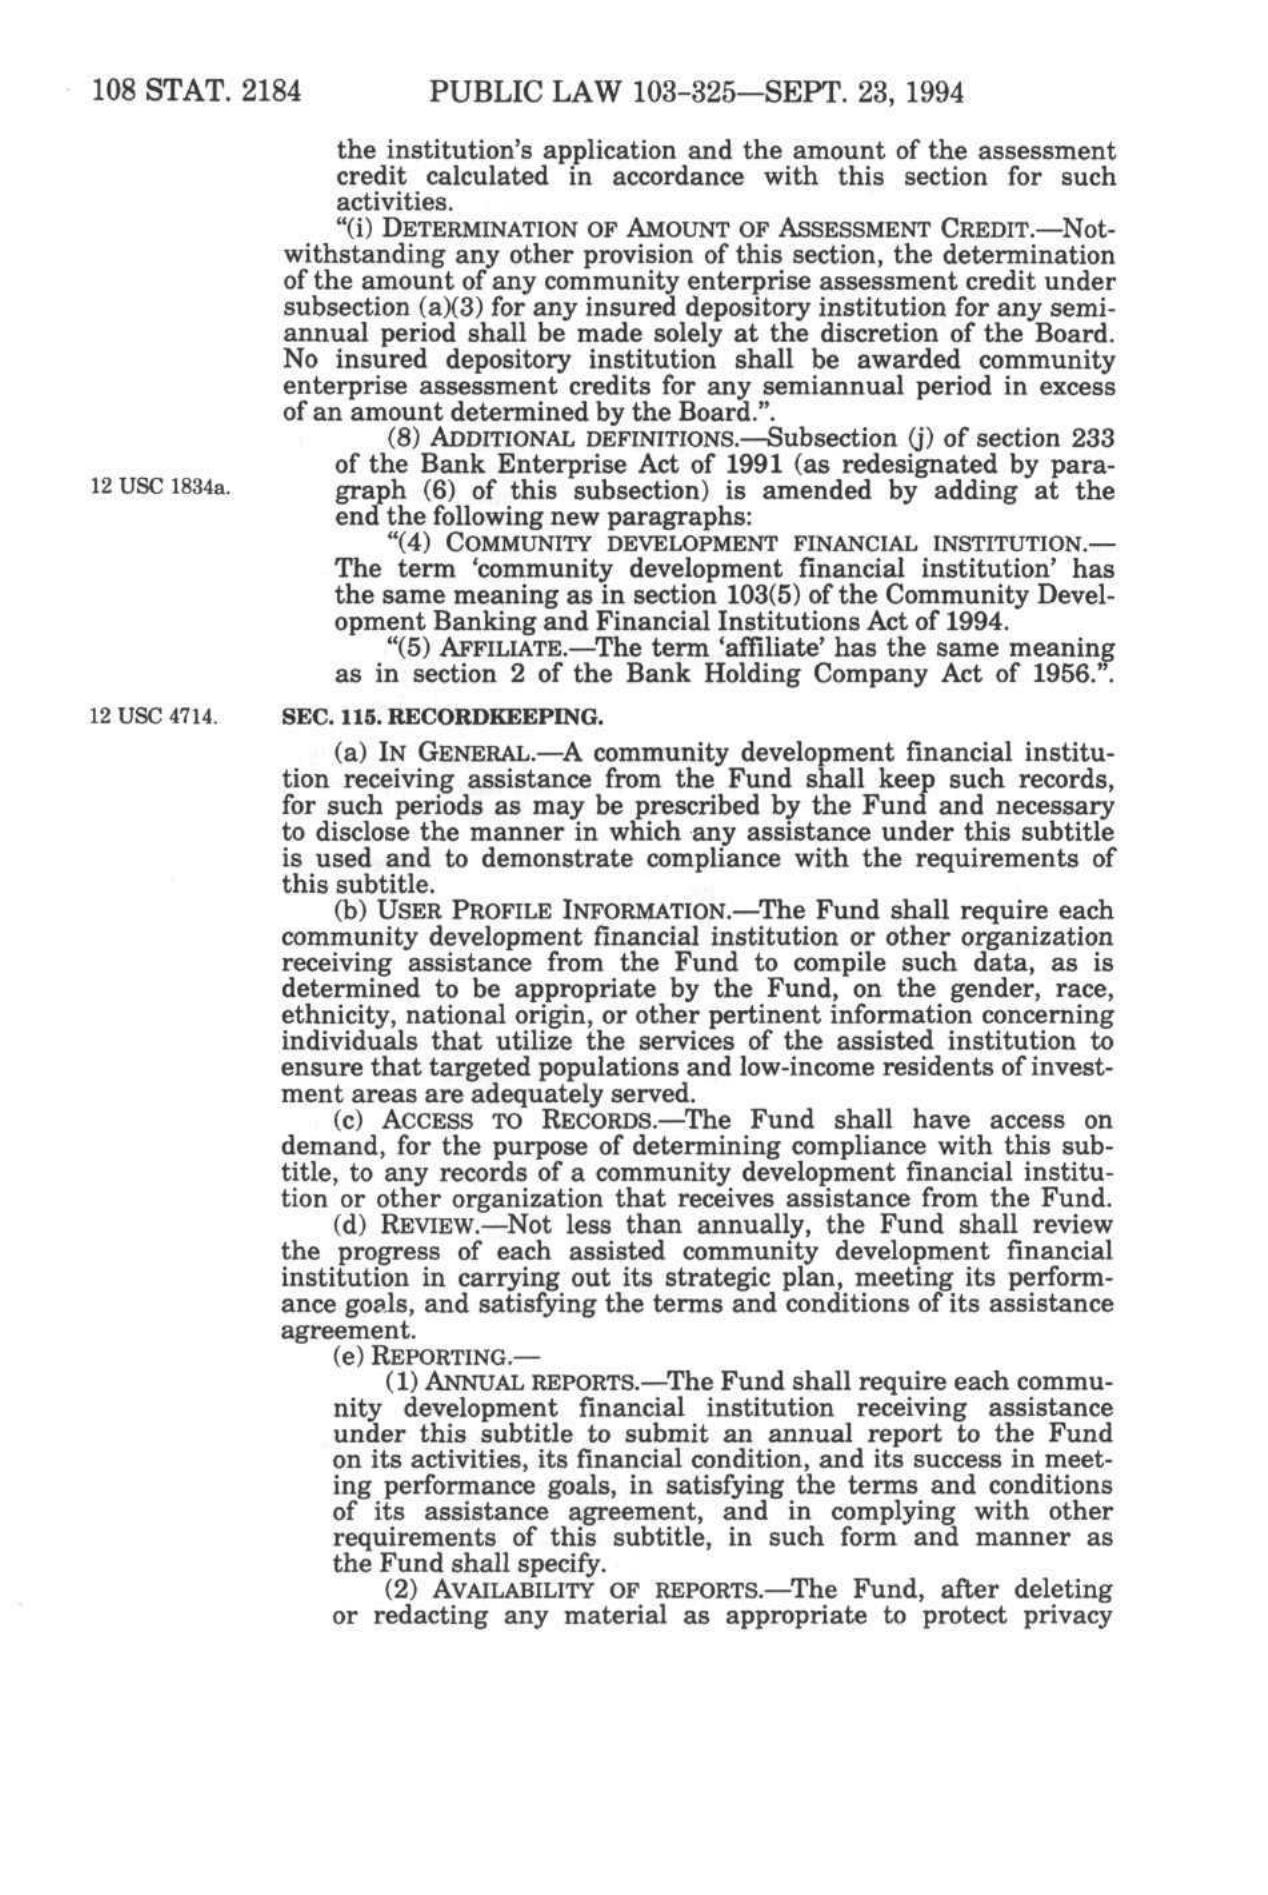 108 STAT. 2184 PUBLIC LAW 103–325—SEPT. 23, 1994
the institution's application and the amount of the assessment
credit calculated in accordance with this section for such
activities.
"(i) DETERMINATION OF AMOUNT OF ASSESSMENT CREDIT.—Not-
withstanding any other provision of this section, the determination
of the amount of any community enterprise assessment credit under
subsection (a)(3) for any insured depository institution for any semi-
annual period shall be made solely at the discretion of the Board.
No insured depository institution shall be awarded community
enterprise assessment credits for any semiannual period in excess
of an amount determined by the Board.".
(8) ADDITIONAL DEFINITIONS.—Subsection (j) of section 233
of the Bank Enterprise Act of 1991 (as redesignated by para-
12 USC 1834a.
graph (6) of this subsection) is amended by adding at the
end the following new paragraphs:
"(4) COMMUNITY DEVELOPMENT FINANCIAL INSTITUTION.—
The term 'community development financial institution' has
the same meaning as in section 103(5) of the Community Devel-
opment Banking and Financial Institutions Act of 1994.
"(5) AFFILIATE.—The term 'affiliate' has the same meaning
as in section 2 of the Bank Holding Company Act of 1956.".
12 USC 4714.
SEC. 115. RECORDKEEPING.
(a) IN GENERAL.—A community development financial institu-
tion receiving assistance from the Fund shall keep such records,
for such periods as may be prescribed by the Fund and necessary
to disclose the manner in which any assistance under this subtitle
is used and to demonstrate compliance with the requirements of
this subtitle.
(b) USER PROFILE INFORMATION.—The Fund shall require each
community development financial institution or other organization
receiving assistance from the Fund to compile such data, as is
determined to be appropriate by the Fund, on the gender, race,
ethnicity, national origin, or other pertinent information concerning
individuals that utilize the services of the assisted institution to
ensure that targeted populations and low-income residents of invest-
ment areas are adequately served.
(c) ACCESS TO RECORDS.—The Fund shall have access on
demand, for the purpose of determining compliance with this sub-
title, to any records of a community development financial institu-
tion or other organization that receives assistance from the Fund.
(d) REVIEW.—Not less than annually, the Fund shall review
the progress of each assisted community development financial
institution in carrying out its strategic plan, meeting its perform-
ance goals, and satisfying the terms and conditions of its assistance
agreement.
(e) REPORTING.—
(1) ANNUAL REPORTS.—The Fund shall require each commu-
nity development financial institution receiving assistance
under this subtitle to submit an annual report to the Fund
on its activities, its financial condition, and its success in meet-
ing performance goals, in satisfying the terms and conditions
of its assistance agreement, and in complying with other
requirements of this subtitle, in such form and manner as
the Fund shall specify.
(2) AVAILABILITY OF REPORTS.—The Fund, after deleting
or redacting any material as appropriate to protect privacy